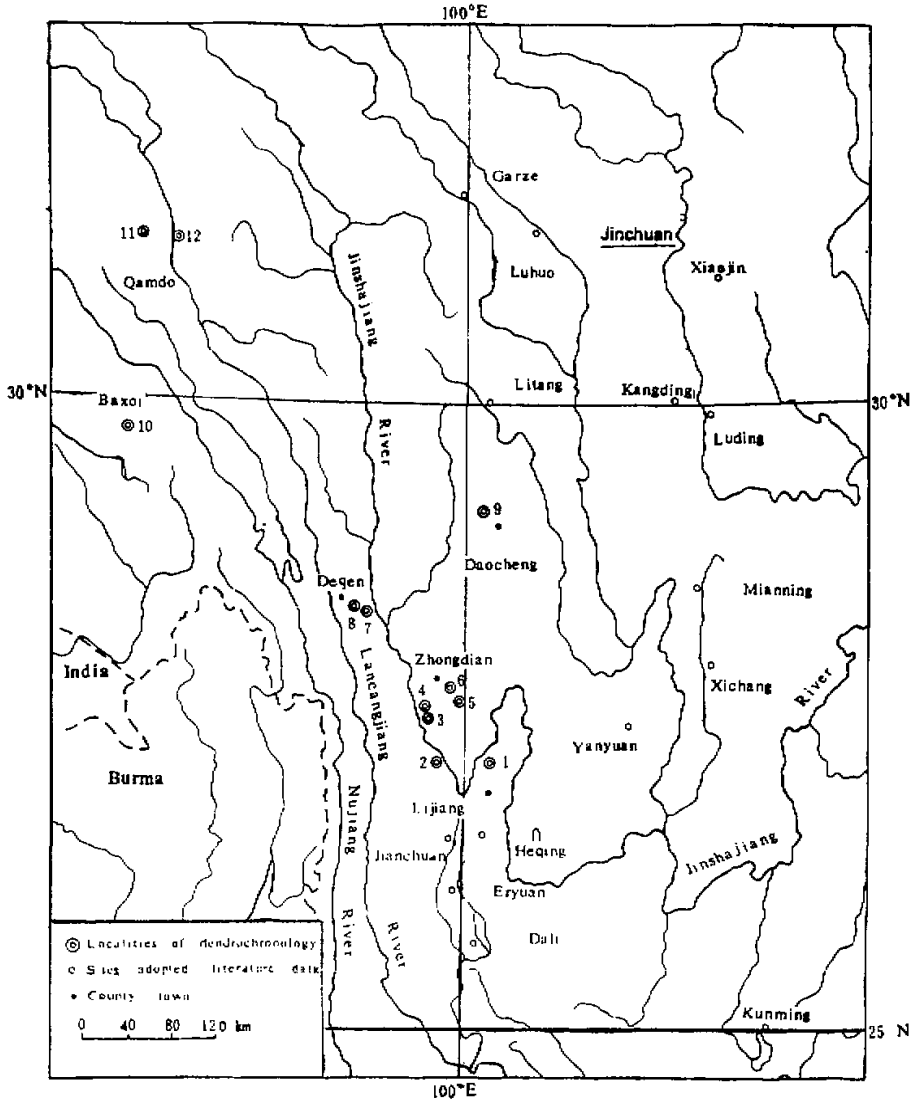 100°E
Garze
11
12
Jinchuan
Jinshajiang
Luhuo
Xiaojin
Qamdo
Litang
Kangding
30°N
30°N
Baxoi
10
River
Luding
9
Daocheng
Deqen
Mianning
8
7
Zhongdian
India
Lancangjiang
6
Xichang
River
4
5
3
Yanyuan
Burma
2
1
Lijiang
Nujiang
Jianchuan
Heqing
Jinshajiang
Eryuan
River
River
Dali
Localities of dendrochronology
Sites adopted literature data
County town
0 40 80 120 km
Kunming
25 N
100°E